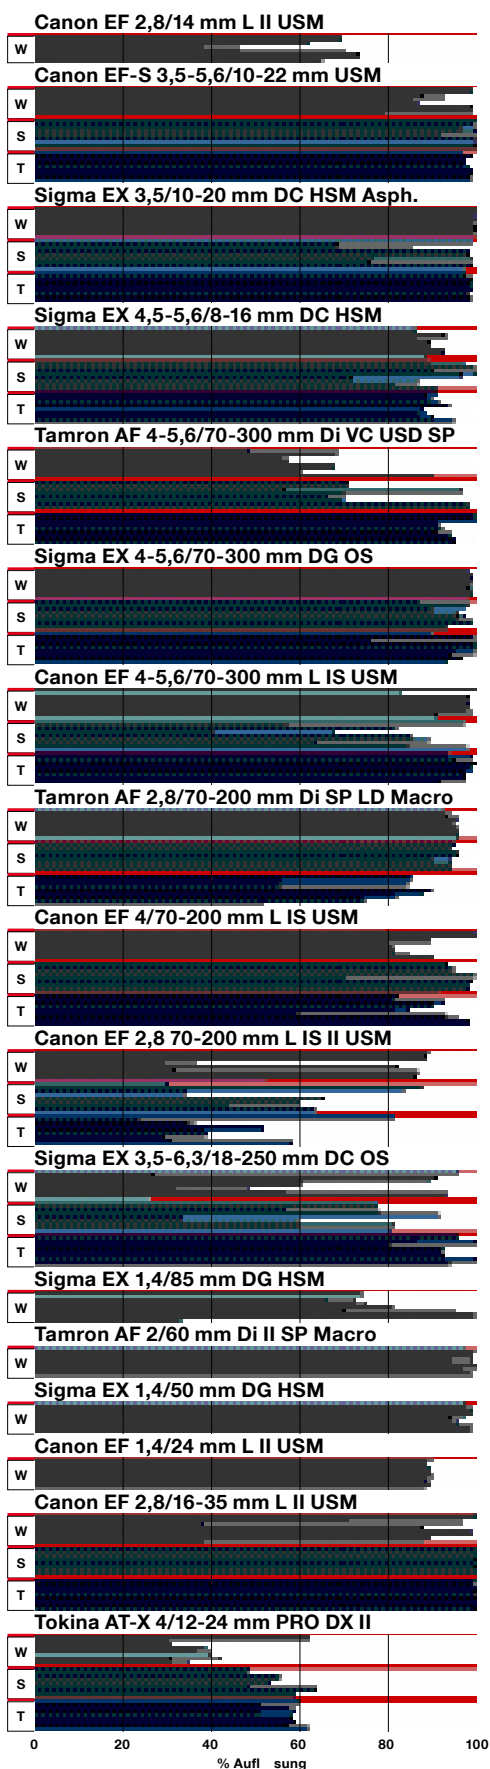 Canon EF 2,8/14 mm L II USM
W
Canon EF-S 3,5-5,6/10-22 mm USM
W
S
T
Sigma EX 3,5/10-20 mm DC HSM Asph.
W
S
T
Sigma EX 4,5-5,6/8-16 mm DC HSM
W
S
T
Tamron AF 4-5,6/70-300 mm Di VC USD SP
W
S
T
Sigma EX 4-5,6/70-300 mm DG OS
W
S
T
Canon EF 4-5,6/70-300 mm L IS USM
W
S
T
Tamron AF 2,8/70-200 mm Di SP LD Macro
W
S
T
Canon EF 4/70-200 mm L IS USM
W
S
T
Canon EF 2,8 70-200 mm L IS II USM
W
S
T
Sigma EX 3,5-6,3/18-250 mm DC OS
W
S
T
Sigma EX 1,4/85 mm DG HSM
W
Tamron AF 2/60 mm Di II SP Macro
W
Sigma EX 1,4/50 mm DG HSM
W
Canon EF 1,4/24 mm L II USM
W
Canon EF 2,8/16-35 mm L II USM
W
S
T
Tokina AT-X 4/12-24 mm PRO DX II
W
S
T
0 20 40 60 80 100
% Aufl sung